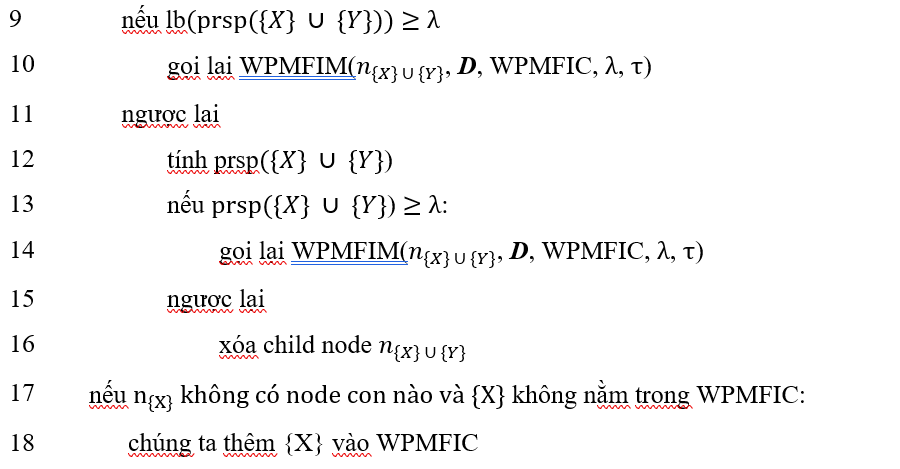 9 nếu lb(prsp({X} ∪ {Y})) ≥ λ
10 gọi lại WPMFIM(n{X} ∪ {Y}, D, WPMFIC, λ, τ)
11 ngược lại
12 tính prsp({X} ∪ {Y})
13 nếu prsp({X} ∪ {Y}) ≥ λ:
14 gọi lại WPMFIM(n{X} ∪ {Y}, D, WPMFIC, λ, τ)
15 ngược lại
16 xóa child node n{X} ∪ {Y}
17 nếu n{X} không có node con nào và {X} không nằm trong WPMFIC:
18 chúng ta thêm {X} vào WPMFIC